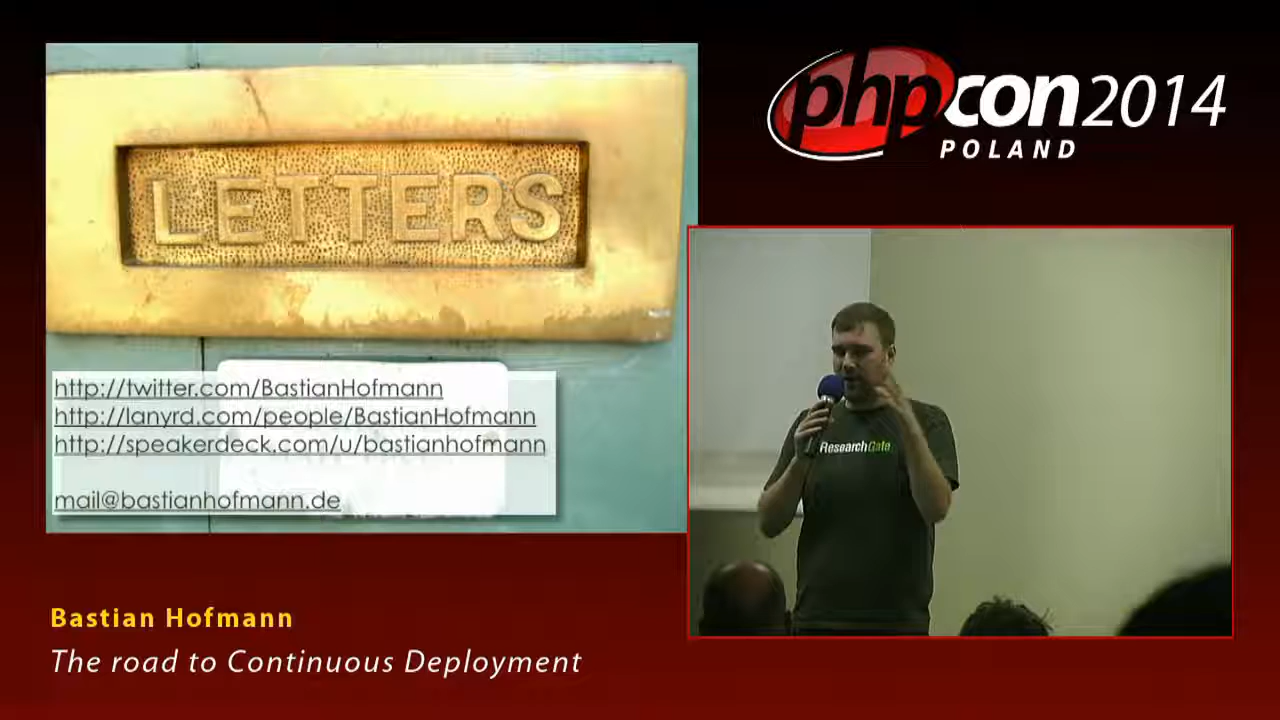 LETTERS
http://twitter.com/BastianHofmann
http://lanyrd.com/people/BastianHofmann
http://speakerdeck.com/u/bastianhofmann
mail@bastianhofmann.de
phpcon2014
POLAND
ResearchGate
Bastian Hofmann
The road to Continuous Deployment